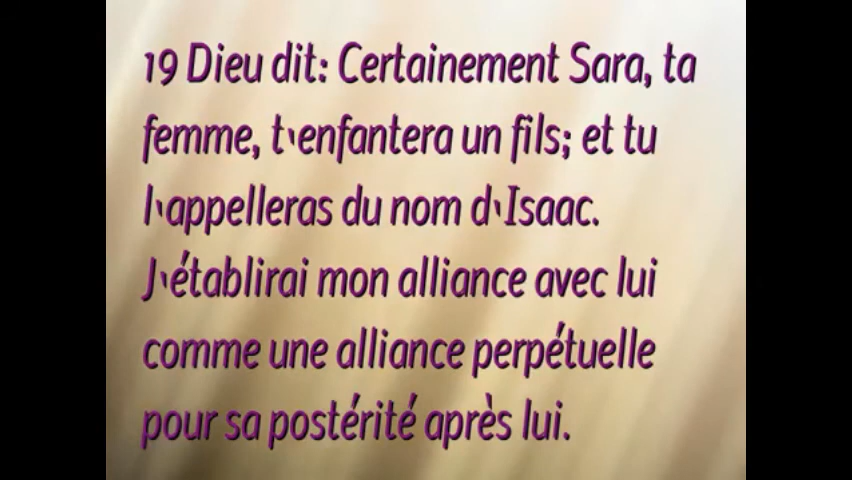 19 Dieu dit: Certainement Sara, ta
femme, t'enfantera un fils; et tu
l'appelleras du nom d'Isaac.
J'établirai mon alliance avec lui
comme une alliance perpétuelle
pour sa postérité après lui.